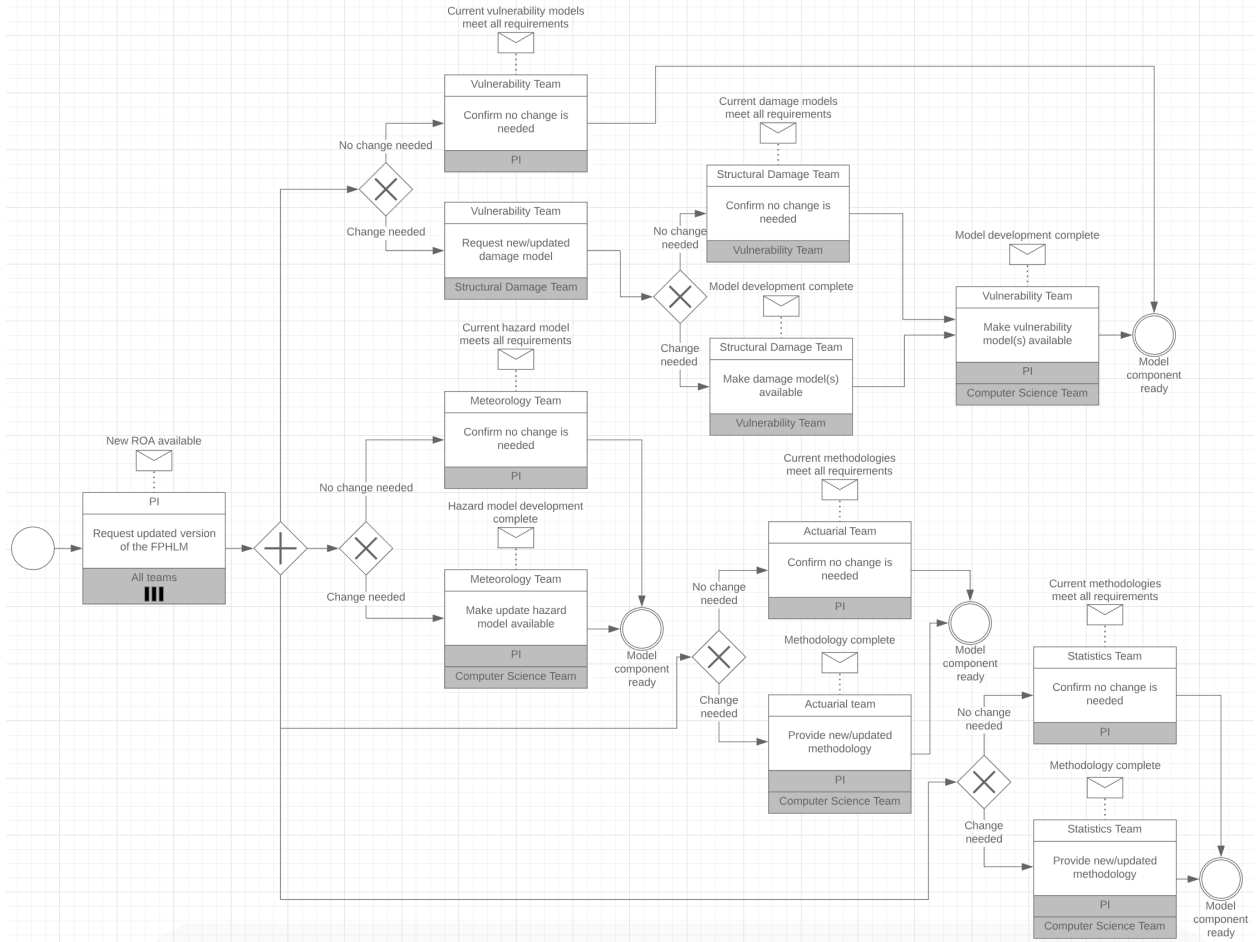 Current vulnerability models
meet all requirements
Vulnerability Team
Confirm no change is
needed
PI
No change needed
Change needed
Vulnerability Team
Request new/updated
damage model
Structural Damage Team
Current damage models
meet all requirements
Structural Damage Team
Confirm no change is
needed
Vulnerability Team
No change
needed
Model development complete
Change
needed
Structural Damage Team
Make damage model(s)
available
Vulnerability Team
Model development complete
Vulnerability Team
Make vulnerability
model(s) available
PI
Computer Science Team
Model
component
ready
Current hazard model
meets all requirements
Meteorology Team
Confirm no change is
needed
PI
No change needed
New ROA available
PI
Request updated version
of the FPHLM
All teams
Change needed
Hazard model development
complete
Meteorology Team
Make update hazard
model available
PI
Computer Science Team
Model
component
ready
Current methodologies
meet all requirements
Actuarial Team
Confirm no change is
needed
PI
No change
needed
Change
needed
Methodology complete
Actuarial team
Provide new/updated
methodology
PI
Computer Science Team
Model
component
ready
Current methodologies
meet all requirements
Statistics Team
Confirm no change is
needed
PI
No change
needed
Change
needed
Methodology complete
Statistics Team
Provide new/updated
methodology
PI
Computer Science Team
Model
component
ready